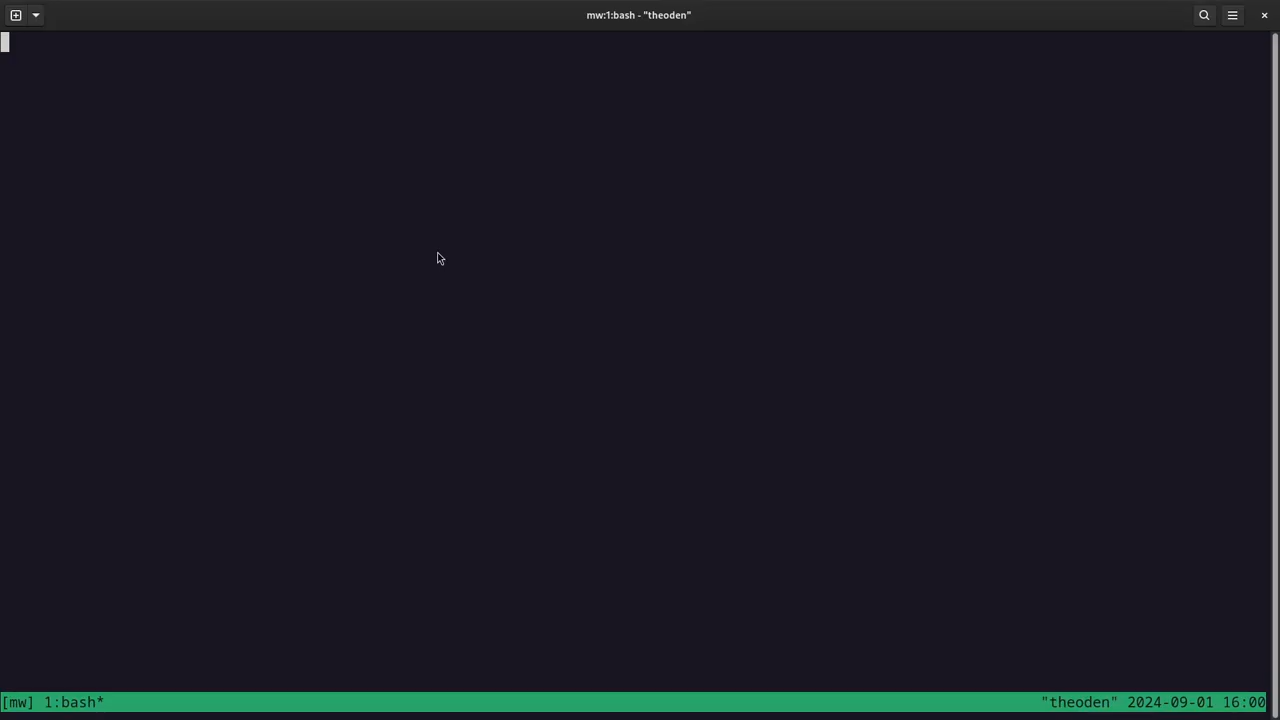 mw:1:bash - "theoden"
[mw] 1:bash* "theoden" 2024-09-01 16:00